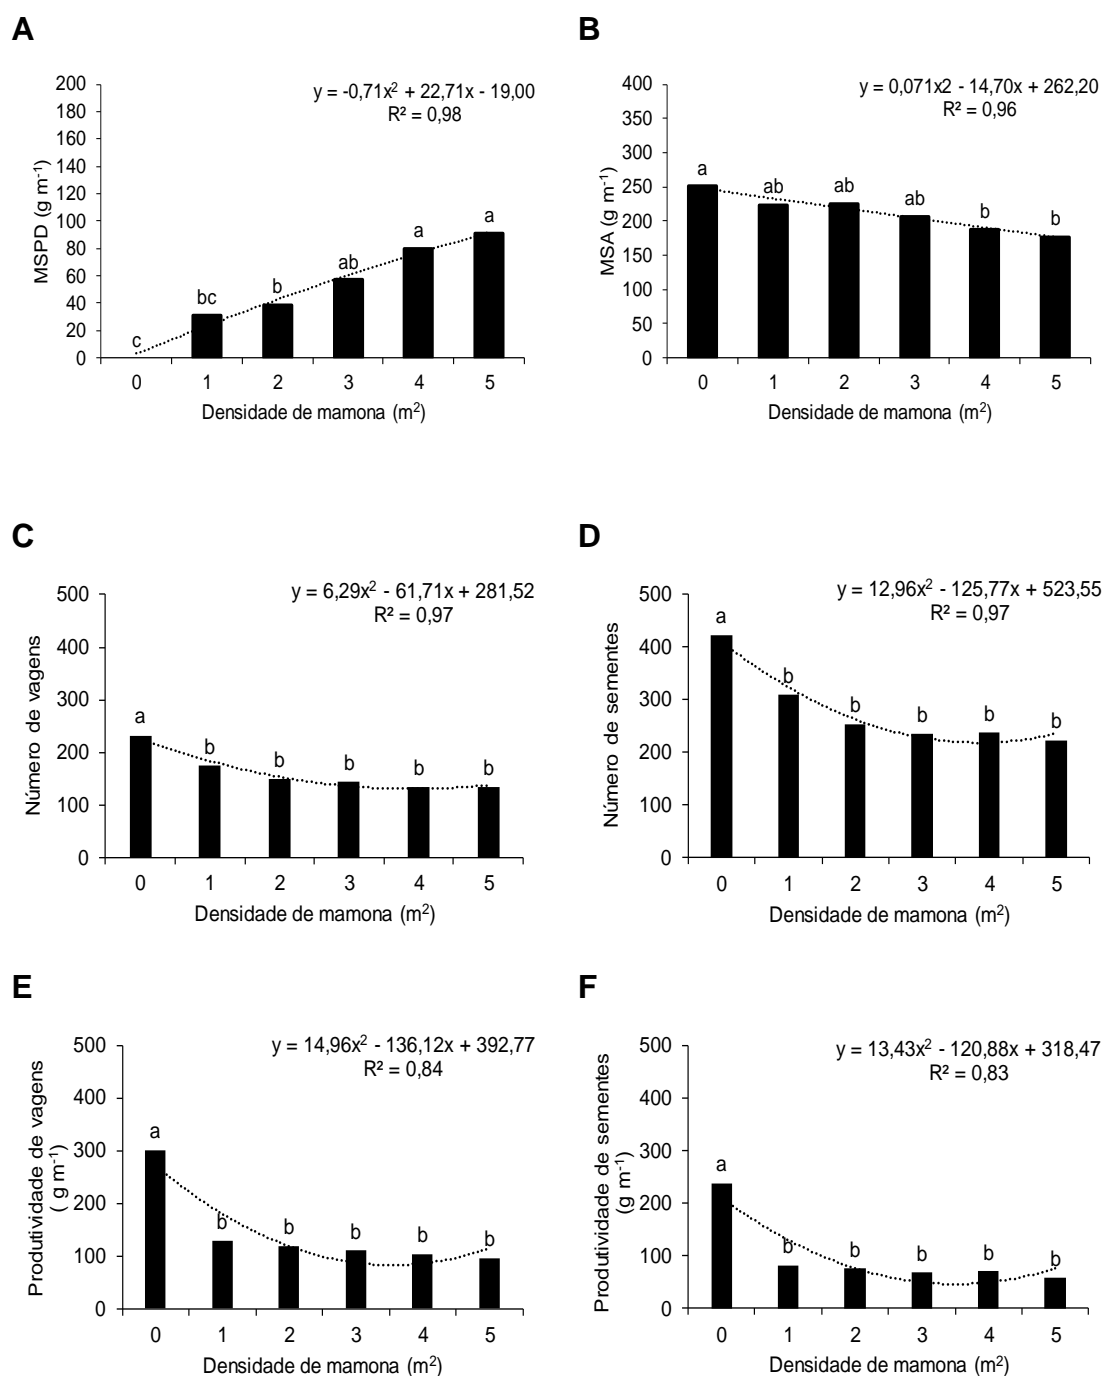 A
y = -0,71x² + 22,71x - 19,00
R² = 0,98
MSPD (g m⁻¹)
200
180
160
140
120
100
80
60
40
20
0
c
bc
b
ab
a
a
0 1 2 3 4 5
Densidade de mamona (m²)
B
y = 0,071x2 - 14,70x + 262,20
R² = 0,96
MSA (g m⁻¹)
400
350
300
250
200
150
100
50
0
a
ab
ab
ab
b
b
0 1 2 3 4 5
Densidade de mamona (m²)
C
y = 6,29x² - 61,71x + 281,52
R² = 0,97
Número de vagens
500
400
300
200
100
0
a
b
b
b
b
b
0 1 2 3 4 5
Densidade de mamona (m²)
D
y = 12,96x² - 125,77x + 523,55
R² = 0,97
Número de sementes
500
400
300
200
100
0
a
b
b
b
b
b
0 1 2 3 4 5
Densidade de mamona (m²)
E
y = 14,96x² - 136,12x + 392,77
R² = 0,84
Produtividade de vagens
( g m⁻¹)
500
400
300
200
100
0
a
b
b
b
b
b
0 1 2 3 4 5
Densidade de mamona (m²)
F
y = 13,43x² - 120,88x + 318,47
R² = 0,83
Produtividade de sementes
(g m⁻¹)
500
400
300
200
100
0
a
b
b
b
b
b
0 1 2 3 4 5
Densidade de mamona (m²)